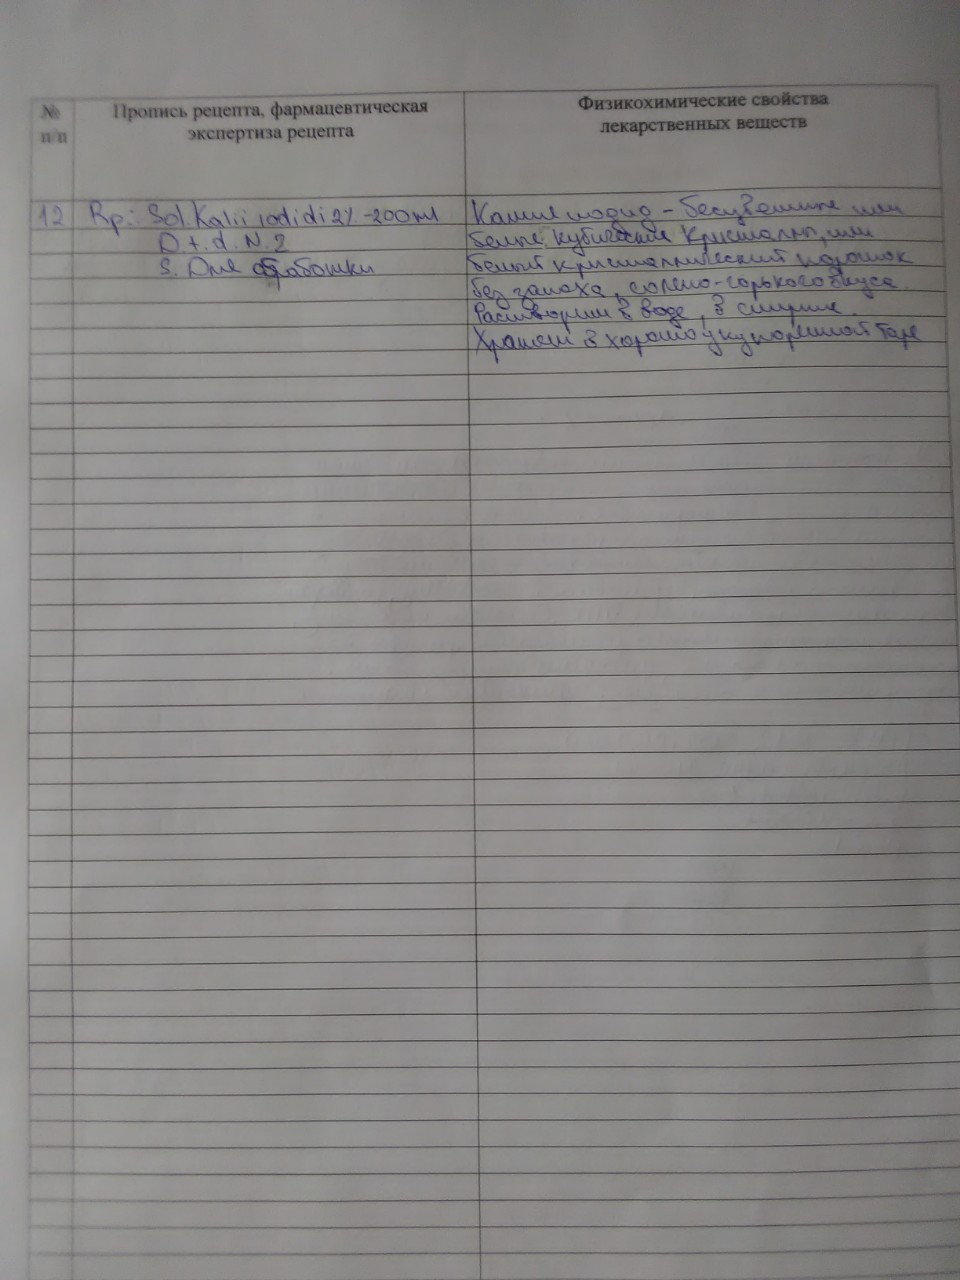 №
п/п
Пропись рецепта, фармацевтическая
экспертиза рецепта
Физикохимические свойства
лекарственных веществ
12
Rp.: Sol. Kalii iodidi 2% - 200 ml
D. t. d. N. 2
S. Для обработки
Калия иодид - бесцветные или
белые кубические кристаллы, или
белый кристаллический порошок
без запаха, солено-горького вкуса.
Растворим в воде, в спирте.
Хранят в хорошо укупоренной таре